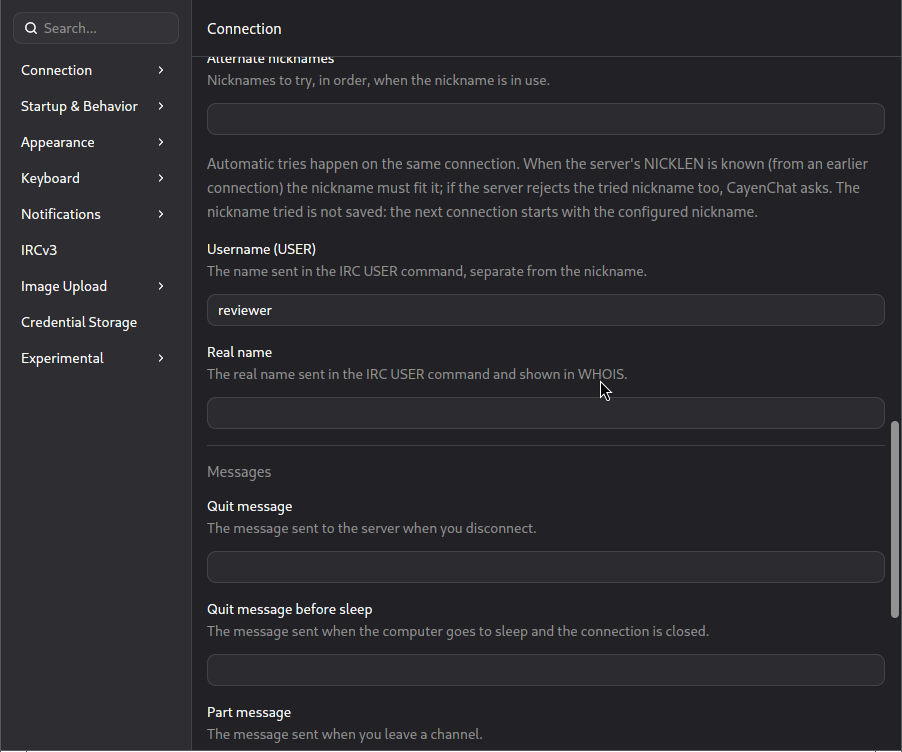 Search...
Connection
Startup & Behavior
Appearance
Keyboard
Notifications
IRCv3
Image Upload
Credential Storage
Experimental
Connection
Alternate nicknames
Nicknames to try, in order, when the nickname is in use.
Automatic tries happen on the same connection. When the server's NICKLEN is known (from an earlier
connection) the nickname must fit it; if the server rejects the tried nickname too, CayenChat asks. The
nickname tried is not saved: the next connection starts with the configured nickname.
Username (USER)
The name sent in the IRC USER command, separate from the nickname.
reviewer
Real name
The real name sent in the IRC USER command and shown in WHOIS.
Messages
Quit message
The message sent to the server when you disconnect.
Quit message before sleep
The message sent when the computer goes to sleep and the connection is closed.
Part message
The message sent when you leave a channel.